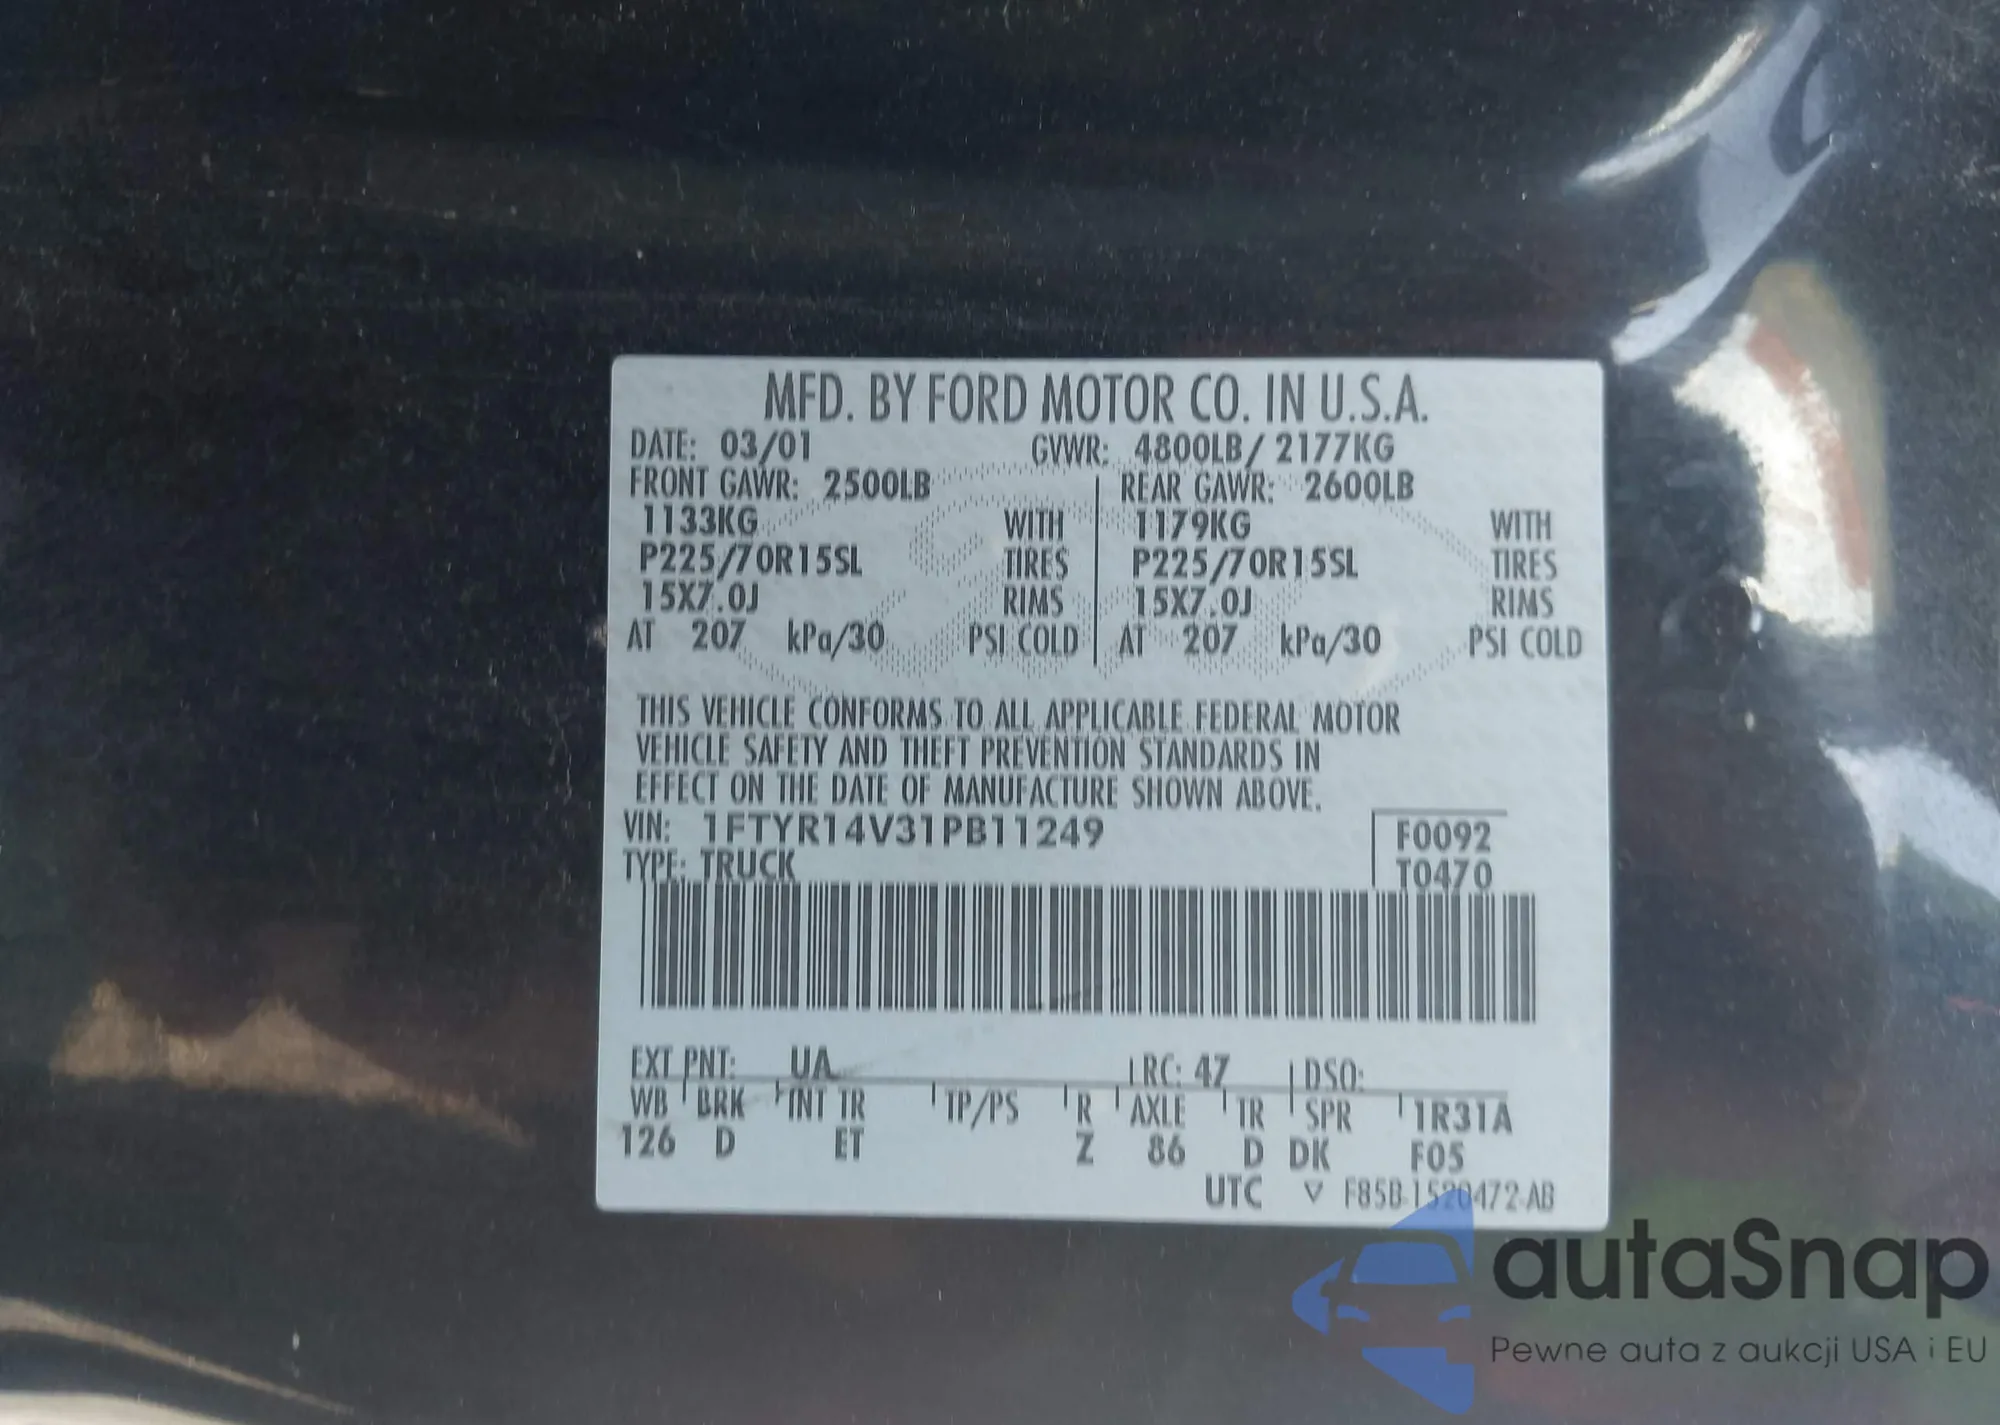 MFD. BY FORD MOTOR CO. IN U.S.A.
DATE: 03/01 GVWR: 4800LB/ 2177KG
FRONT GAWR: 2500LB REAR GAWR: 2600LB
1133KG WITH 1179KG WITH
P225/70R15SL TIRES P225/70R15SL TIRES
15X7.0J RIMS 15X7.0J RIMS
AT 207 kPa/30 PSI COLD AT 207 kPa/30 PSI COLD
THIS VEHICLE CONFORMS TO ALL APPLICABLE FEDERAL MOTOR
VEHICLE SAFETY AND THEFT PREVENTION STANDARDS IN
EFFECT ON THE DATE OF MANUFACTURE SHOWN ABOVE.
VIN: 1FTYR14V31PB11249 F0092
TYPE: TRUCK T0470
EXT PNT: UA RC: 47 DSO:
WB BRK INT TR TP/PS R AXLE TR SPR 1R31A
126 D ET Z 86 D DK F05
UTC ▽ F85B-1520472-AB
autaSnap
Pewne auta z aukcji USA i EU